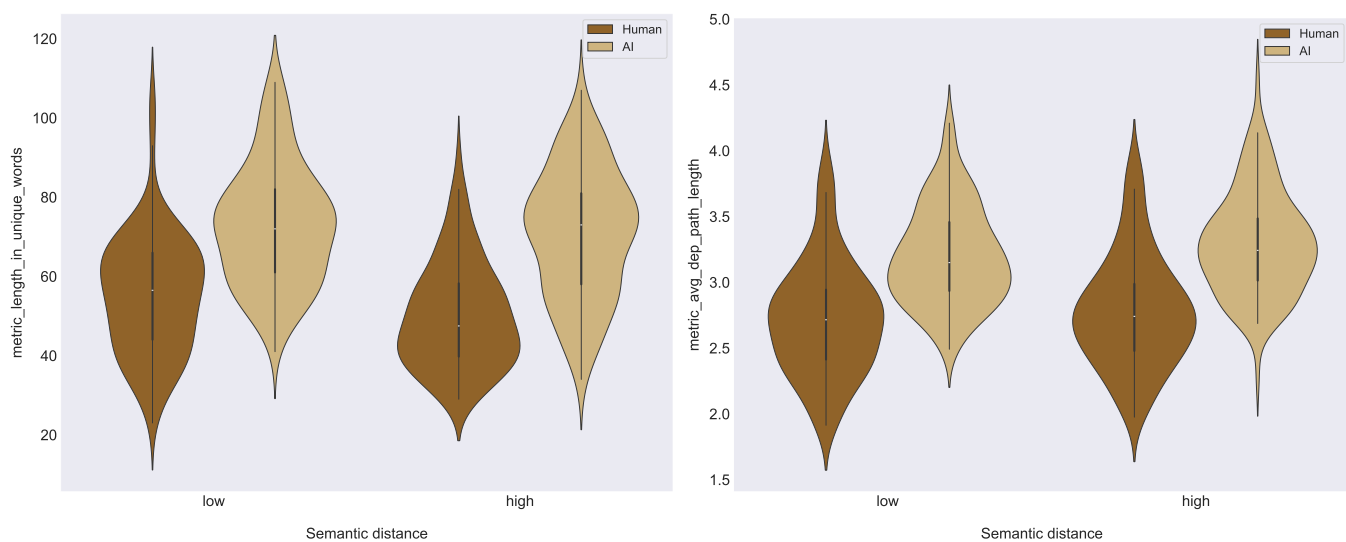 metric_length_in_unique_words
120
100
80
60
40
20
Human
AI
low
high
Semantic distance
metric_avg_dep_path_length
5.0
4.5
4.0
3.5
3.0
2.5
2.0
1.5
Human
AI
low
high
Semantic distance